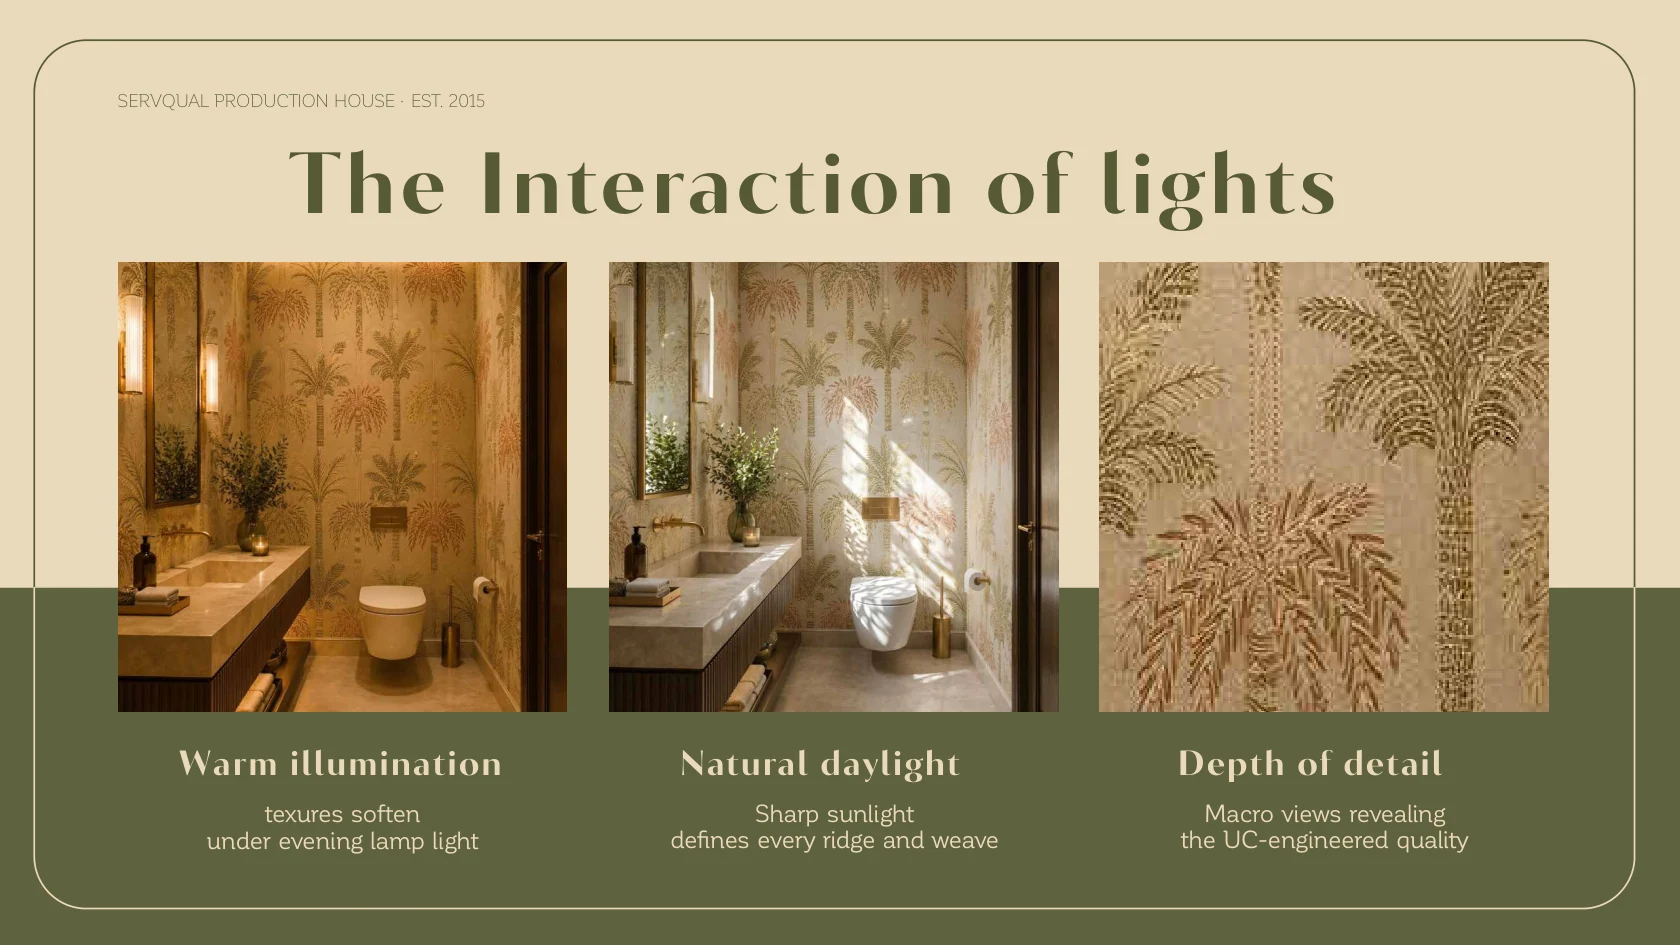 SERVQUAL PRODUCTION HOUSE · EST. 2015
The Interaction of lights
Warm illumination
texures soften
under evening lamp light
Natural daylight
Sharp sunlight
defines every ridge and weave
Depth of detail
Macro views revealing
the UC-engineered quality